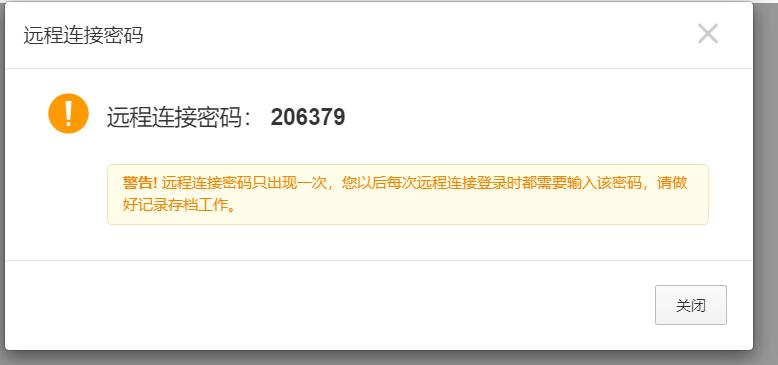 远程连接密码
远程连接密码： 206379
警告! 远程连接密码只出现一次，您以后每次远程连接登录时都需要输入该密码，请做
好记录存档工作。
关闭